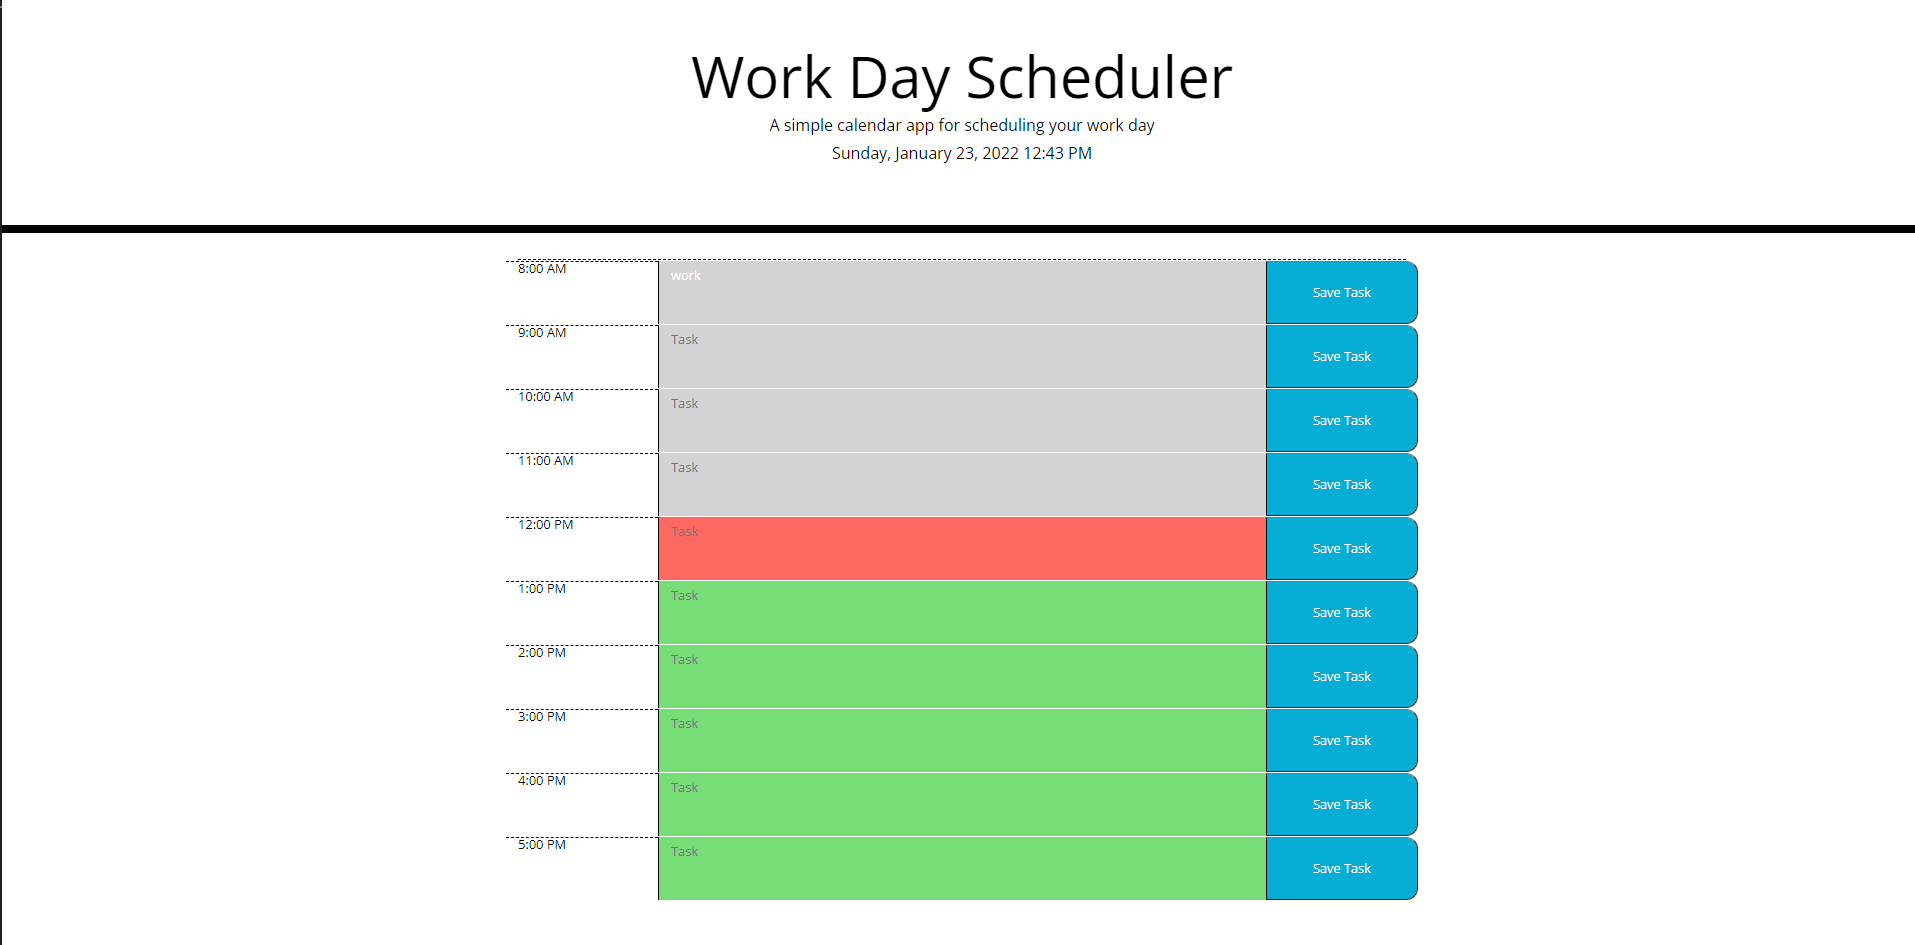 Work Day Scheduler
A simple calendar app for scheduling your work day
Sunday, January 23, 2022 12:43 PM
8:00 AM work Save Task
9:00 AM Task Save Task
10:00 AM Task Save Task
11:00 AM Task Save Task
12:00 PM Task Save Task
1:00 PM Task Save Task
2:00 PM Task Save Task
3:00 PM Task Save Task
4:00 PM Task Save Task
5:00 PM Task Save Task